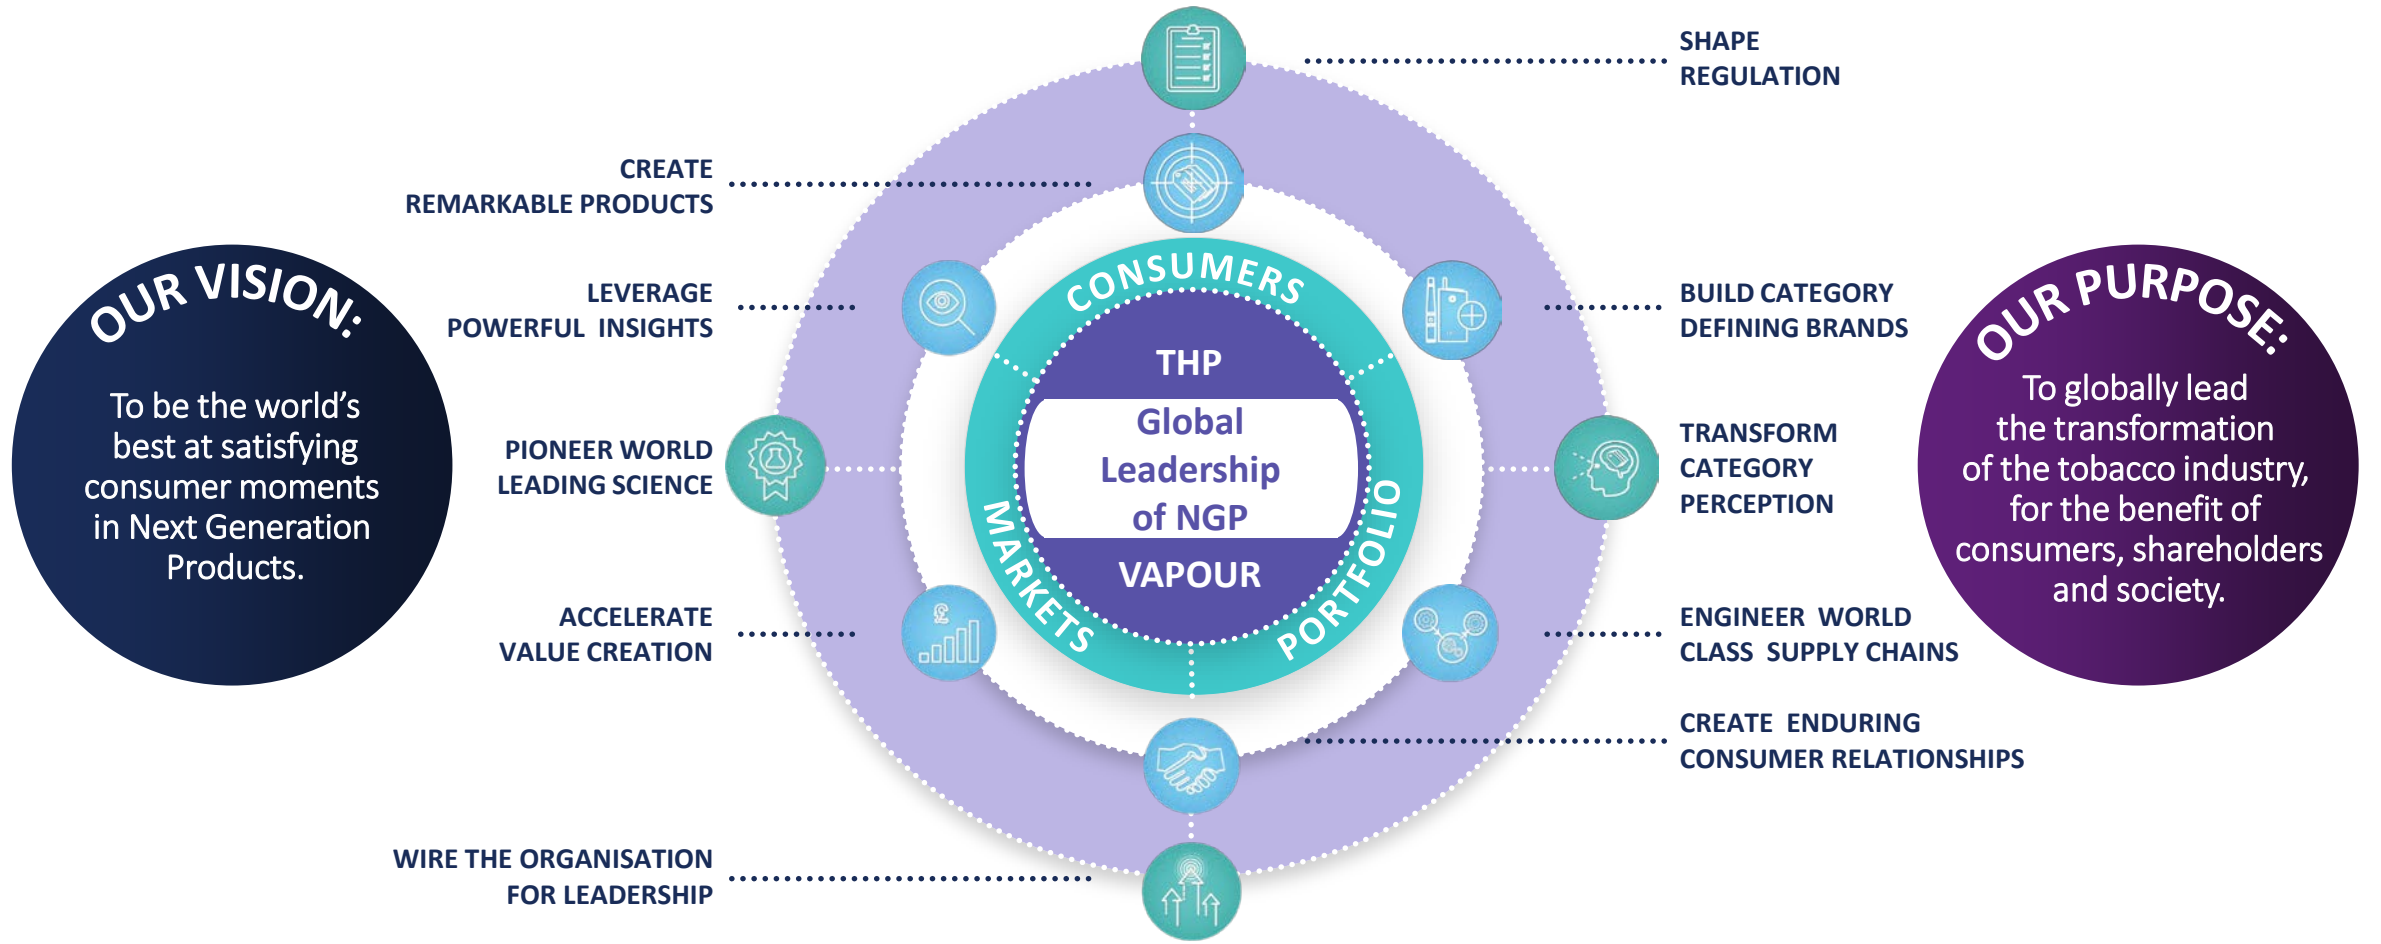 OUR VISION:
To be the world's
best at satisfying
consumer moments
in Next Generation
Products.
CREATE
REMARKABLE PRODUCTS
LEVERAGE
POWERFUL INSIGHTS
PIONEER WORLD
LEADING SCIENCE
ACCELERATE
VALUE CREATION
WIRE THE ORGANISATION
FOR LEADERSHIP
CONSUMERS
MARKETS
PORTFOLIO
THP
Global
Leadership
of NGP
VAPOUR
£
SHAPE
REGULATION
BUILD CATEGORY
DEFINING BRANDS
TRANSFORM
CATEGORY
PERCEPTION
ENGINEER WORLD
CLASS SUPPLY CHAINS
CREATE ENDURING
CONSUMER RELATIONSHIPS
OUR PURPOSE:
To globally lead
the transformation
of the tobacco industry,
for the benefit of
consumers, shareholders
and society.